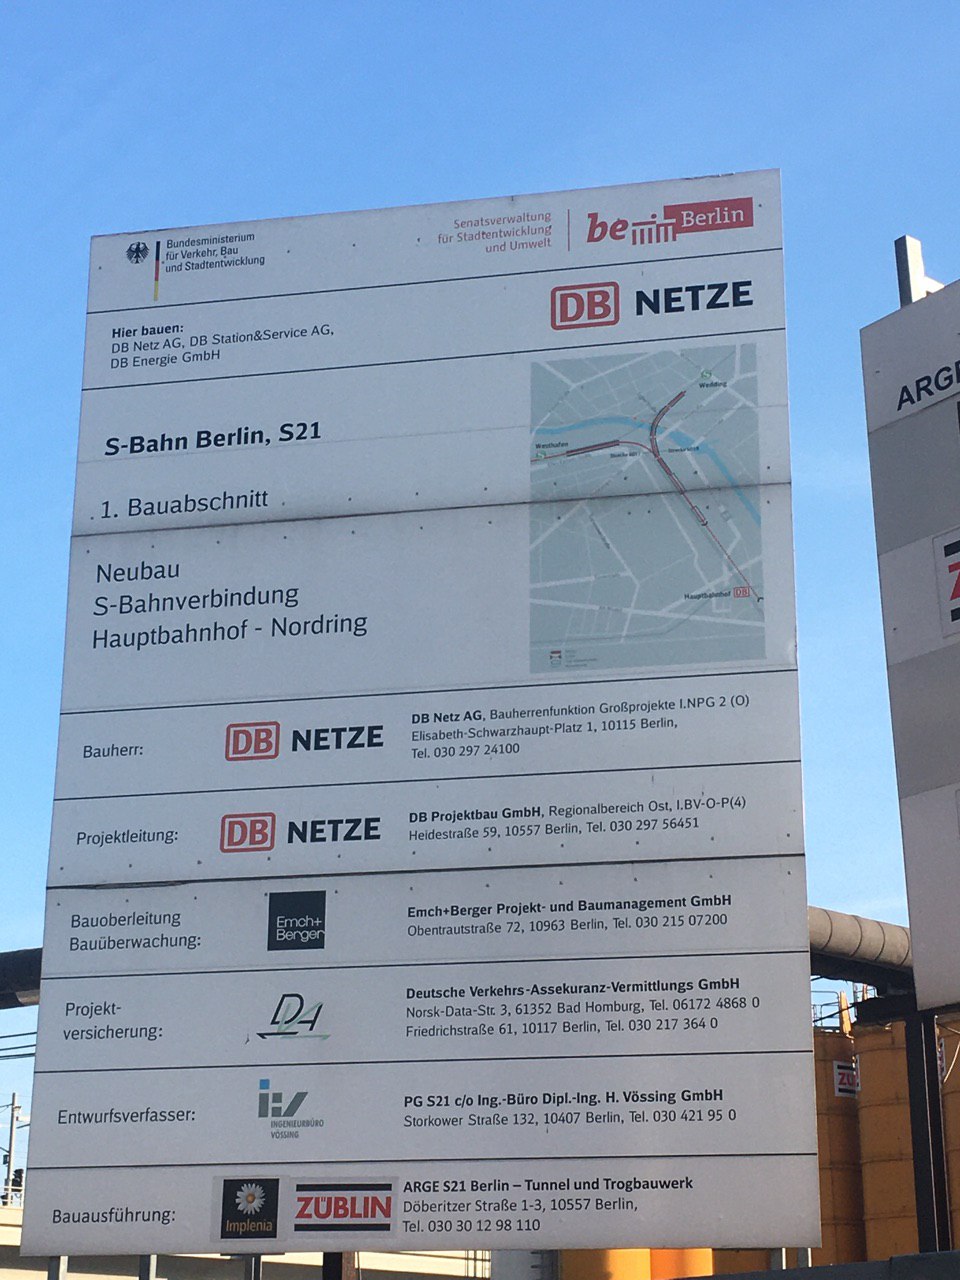 Bundesministerium
für Verkehr, Bau
und Stadtentwicklung
Senatsverwaltung
für Stadtentwicklung
und Umwelt
be Berlin
Hier bauen:
DB Netz AG, DB Station&Service AG,
DB Energie GmbH
DB NETZE
S-Bahn Berlin, S21
1. Bauabschnitt
Neubau
S-Bahnverbindung
Hauptbahnhof - Nordring
Wedding
Westhafen
Hauptbahnhof DB
Bauherr:
DB NETZE
DB Netz AG, Bauherrenfunktion Großprojekte I.NPG 2 (O)
Elisabeth-Schwarzhaupt-Platz 1, 10115 Berlin,
Tel. 030 297 24100
Projektleitung:
DB NETZE
DB Projektbau GmbH, Regionalbereich Ost, I.BV-O-P(4)
Heidestraße 59, 10557 Berlin, Tel. 030 297 56451
Bauoberleitung
Bauüberwachung:
Emch+
Berger
Emch+Berger Projekt- und Baumanagement GmbH
Obentrautstraße 72, 10963 Berlin, Tel. 030 215 07200
Projekt-
versicherung:
DVA
Deutsche Verkehrs-Assekuranz-Vermittlungs GmbH
Norsk-Data-Str. 3, 61352 Bad Homburg, Tel. 06172 4868 0
Friedrichstraße 61, 10117 Berlin, Tel. 030 217 364 0
Entwurfsverfasser:
INGENIEURBÜRO
VÖSSING
PG S21 c/o Ing.-Büro Dipl.-Ing. H. Vössing GmbH
Storkower Straße 132, 10407 Berlin, Tel. 030 421 95 0
Bauausführung:
Implenia
ZÜBLIN
ARGE S21 Berlin – Tunnel und Trogbauwerk
Döberitzer Straße 1-3, 10557 Berlin,
Tel. 030 30 12 98 110
ARGE
ZÜ